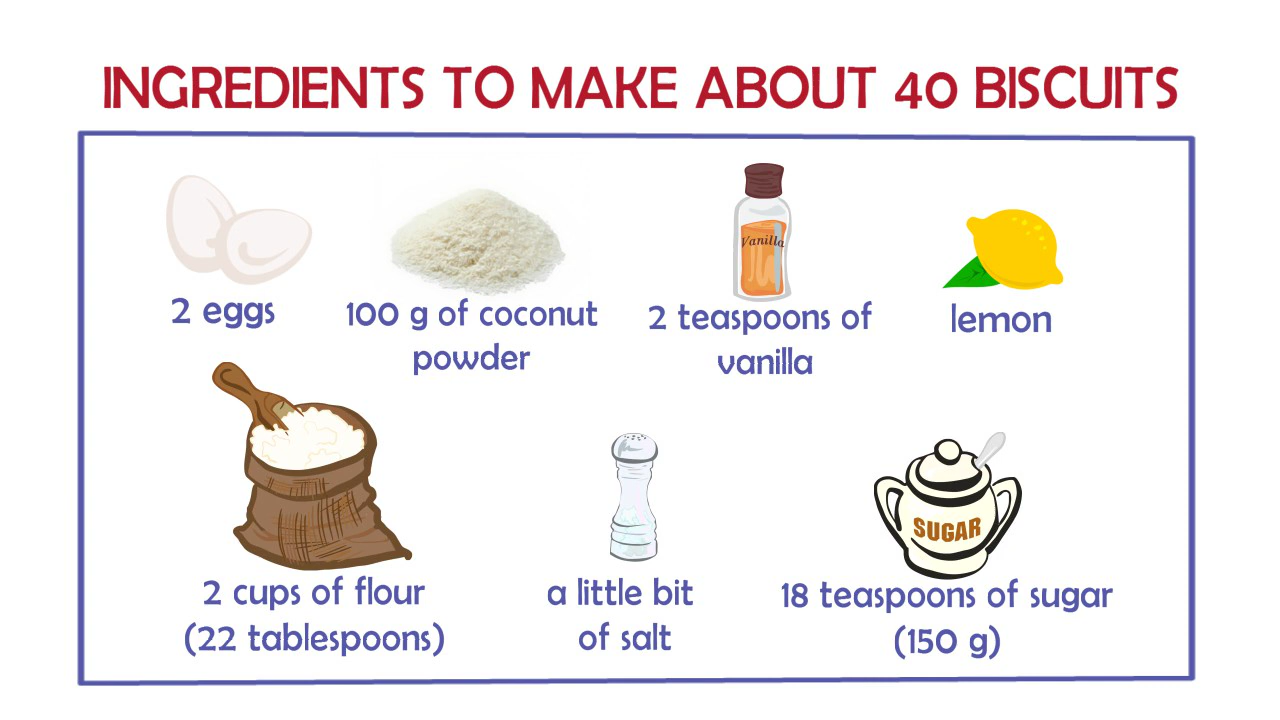 INGREDIENTS TO MAKE ABOUT 40 BISCUITS
Vanilla
2 eggs
100 g of coconut
powder
2 teaspoons of
vanilla
lemon
SUGAR
2 cups of flour
(22 tablespoons)
a little bit
of salt
18 teaspoons of sugar
(150 g)